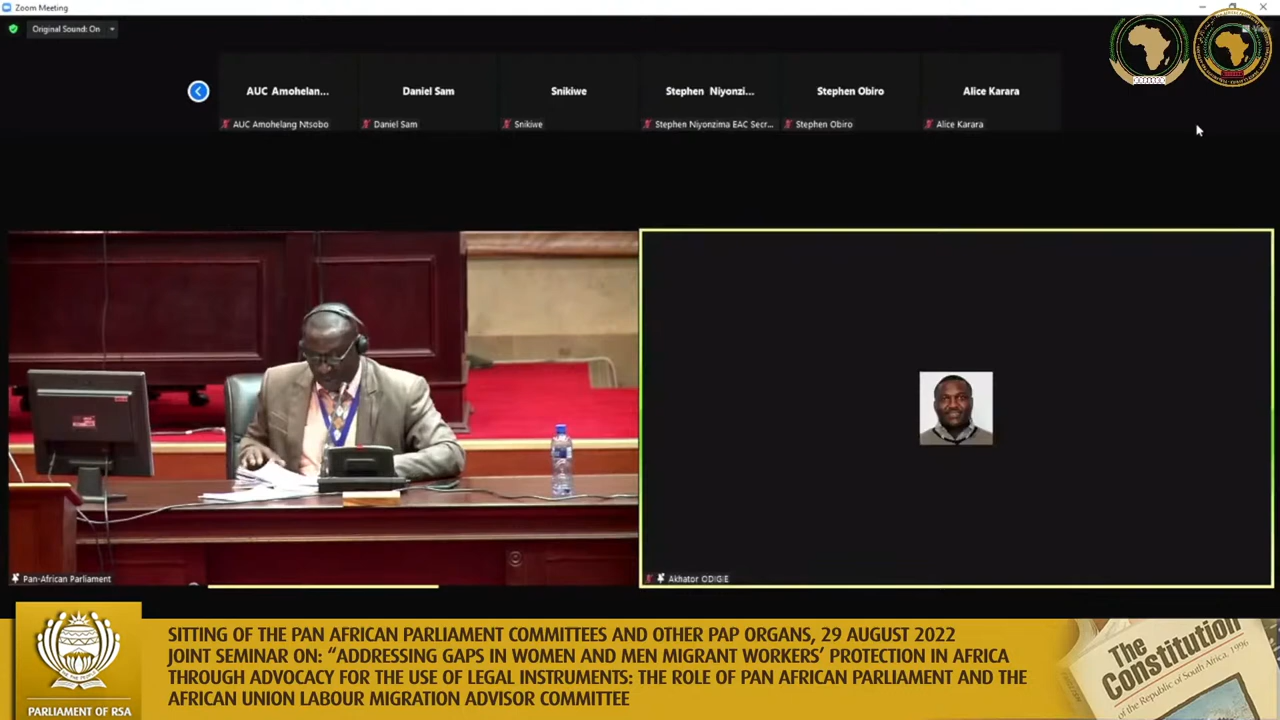 Zoom Meeting
Original Sound: On
View
AUC Amohelan...
Daniel Sam
Snikiwe
Stephen Niyonzi...
Stephen Obiro
Alice Karara
AUC Amohelang Ntsobo
Daniel Sam
Snikiwe
Stephen Niyonzima EAC Secr...
Stephen Obiro
Alice Karara
Pan-African Parliament
Akhator ODIGIE
SITTING OF THE PAN AFRICAN PARLIAMENT COMMITTEES AND OTHER PAP ORGANS, 29 AUGUST 2022
JOINT SEMINAR ON: “ADDRESSING GAPS IN WOMEN AND MEN MIGRANT WORKERS’ PROTECTION IN AFRICA
THROUGH ADVOCACY FOR THE USE OF LEGAL INSTRUMENTS: THE ROLE OF PAN AFRICAN PARLIAMENT AND THE
AFRICAN UNION LABOUR MIGRATION ADVISOR COMMITTEE
PARLIAMENT OF RSA
The
Constitution
of the Republic of South Africa, 1996